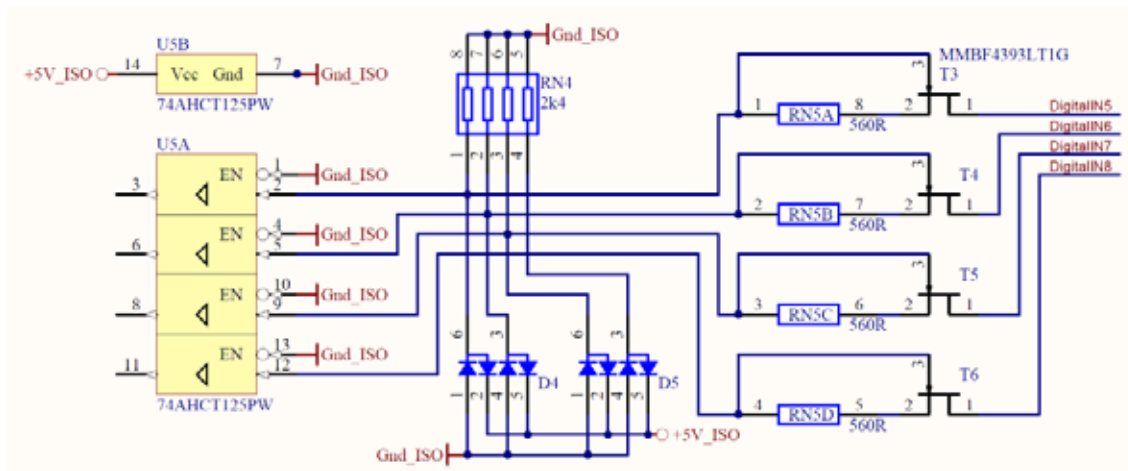 U5B
+5V_ISO 14 Vcc Gnd 7 Gnd_ISO
74AHCT125PW
U5A
EN 1 Gnd_ISO
3 2
EN 4 Gnd_ISO
6 5
EN 10 Gnd_ISO
8 9
EN 13 Gnd_ISO
11 12
74AHCT125PW
Gnd_ISO
8 7 6 5
RN4
2k4
1 2 3 4
6 3 6 3
D4 D5
1 2 4 5 1 2 4 5
+5V_ISO
Gnd_ISO
MMBF4393LT1G
3 T3
1 RN5A 8 2 1 DigitalIN5
560R
DigitalIN6
DigitalIN7
DigitalIN8
3 T4
2 RN5B 7 2 1
560R
3 T5
3 RN5C 6 2 1
560R
3 T6
4 RN5D 5 2 1
560R